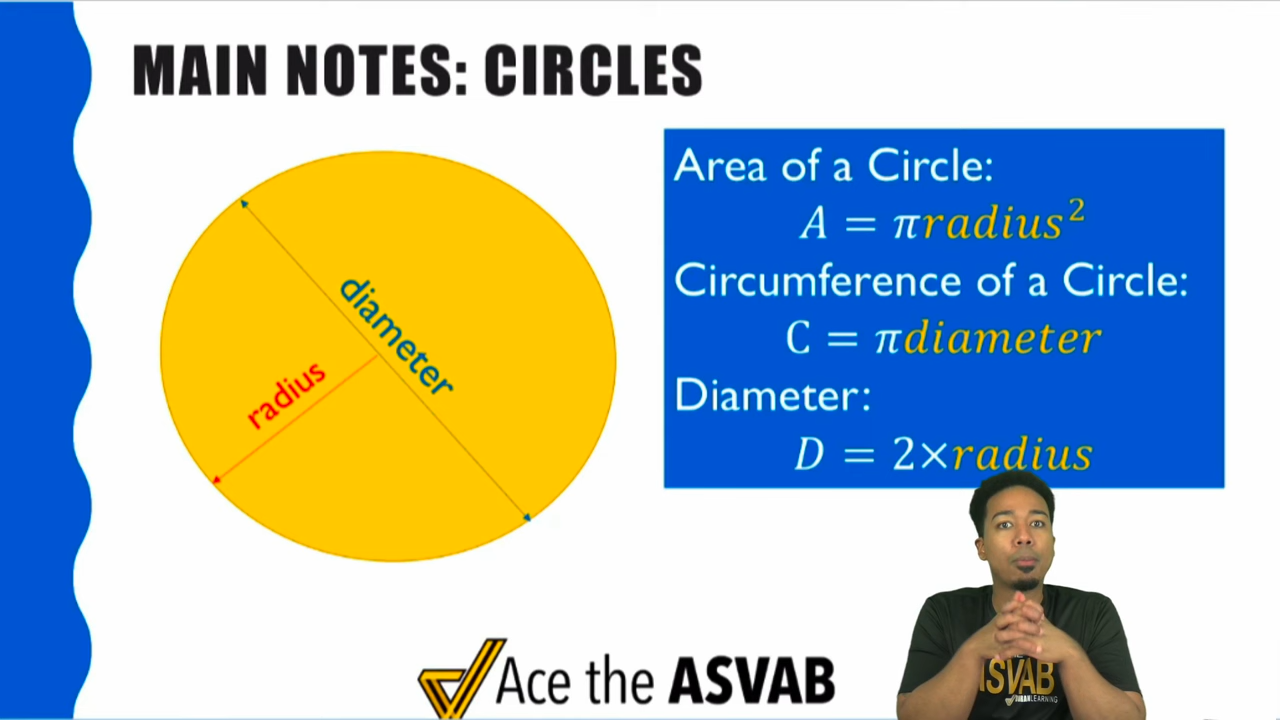 MAIN NOTES: CIRCLES
diameter
radius
Area of a Circle:
A = πradius²
Circumference of a Circle:
C = πdiameter
Diameter:
D = 2×radius
Ace the ASVAB
ASVAB
LEARNING